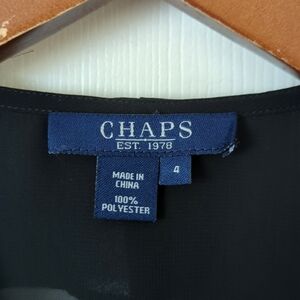 CHAPS
EST. 1978
4
MADE IN
CHINA
100%
POLYESTER